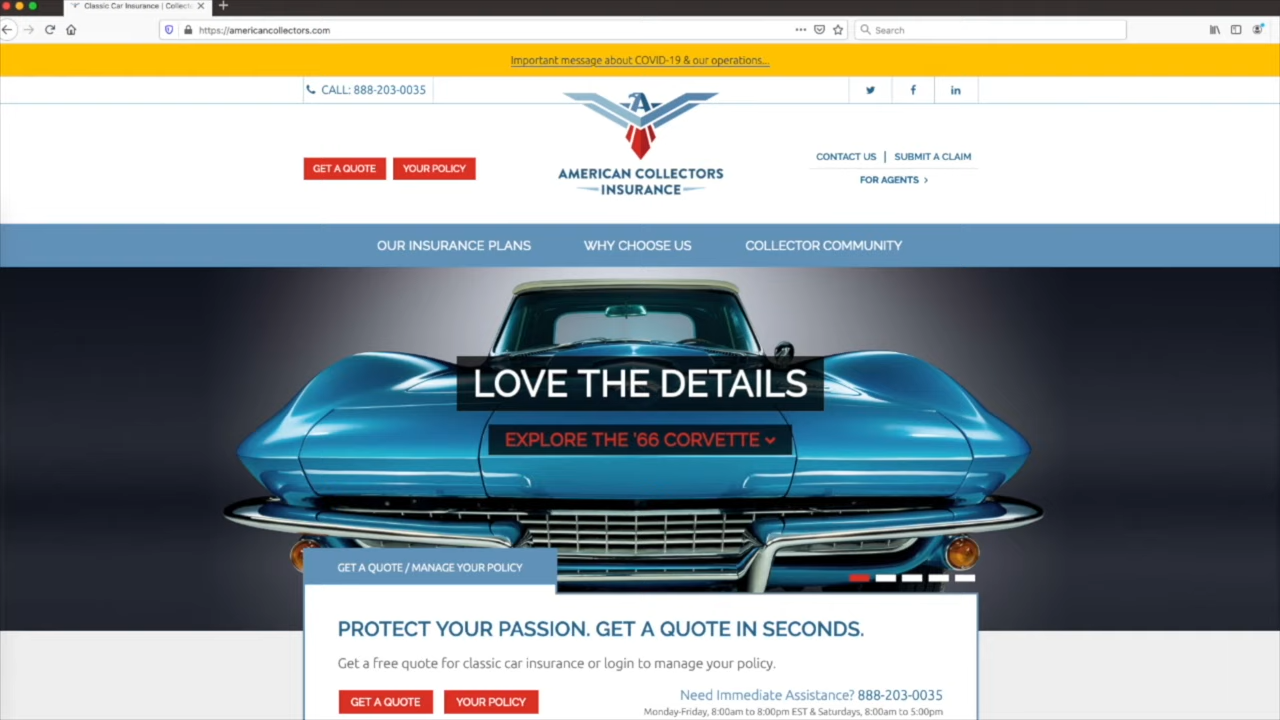 Classic Car Insurance | Collect
https://americancollectors.com
Search
Important message about COVID-19 & our operations...
CALL: 888-203-0035
GET A QUOTE
YOUR POLICY
AMERICAN COLLECTORS
INSURANCE
CONTACT US | SUBMIT A CLAIM
FOR AGENTS >
OUR INSURANCE PLANS
WHY CHOOSE US
COLLECTOR COMMUNITY
LOVE THE DETAILS
EXPLORE THE '66 CORVETTE
GET A QUOTE / MANAGE YOUR POLICY
PROTECT YOUR PASSION. GET A QUOTE IN SECONDS.
Get a free quote for classic car insurance or login to manage your policy.
GET A QUOTE
YOUR POLICY
Need Immediate Assistance? 888-203-0035
Monday-Friday, 8:00am to 8:00pm EST & Saturdays, 8:00am to 5:00pm